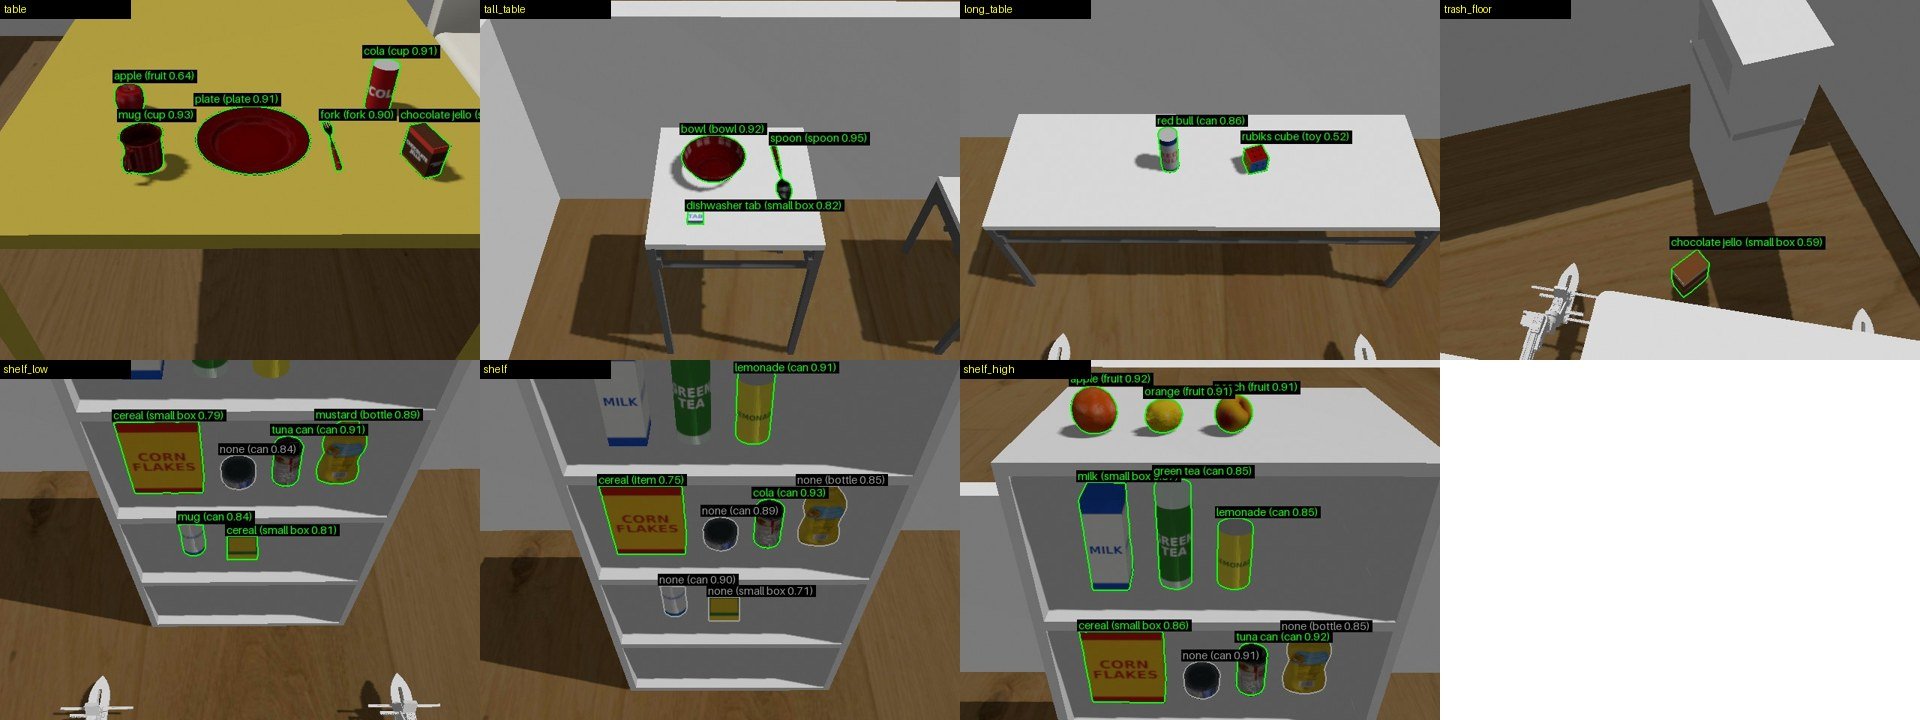 table
apple (fruit 0.64)
mug (cup 0.93)
plate (plate 0.91)
cola (cup 0.91)
fork (fork 0.90)
chocolate jello (s
COL
tall_table
bowl (bowl 0.92)
spoon (spoon 0.95)
dishwasher tab (small box 0.82)
TAB
long_table
red bull (can 0.86)
rubiks cube (toy 0.52)
trash_floor
chocolate jello (small box 0.59)
shelf_low
cereal (small box 0.79)
mustard (bottle 0.89)
tuna can (can 0.91)
none (can 0.84)
CORN
FLAKES
mug (can 0.84)
cereal (small box 0.81)
shelf
lemonade (can 0.91)
MILK
GREEN
TEA
LEMONAD
cereal (item 0.75)
none (bottle 0.85)
cola (can 0.93)
none (can 0.89)
CORN
FLAKES
none (can 0.90)
none (small box 0.71)
shelf_high
apple (fruit 0.92)
orange (fruit 0.91)
ch (fruit 0.91)
milk (small box
green tea (can 0.85)
lemonade (can 0.85)
MILK
GREEN
TEA
LEMONAD
cereal (small box 0.86)
none (bottle 0.85)
tuna can (can 0.92)
none (can 0.91)
CORN
FLAKES